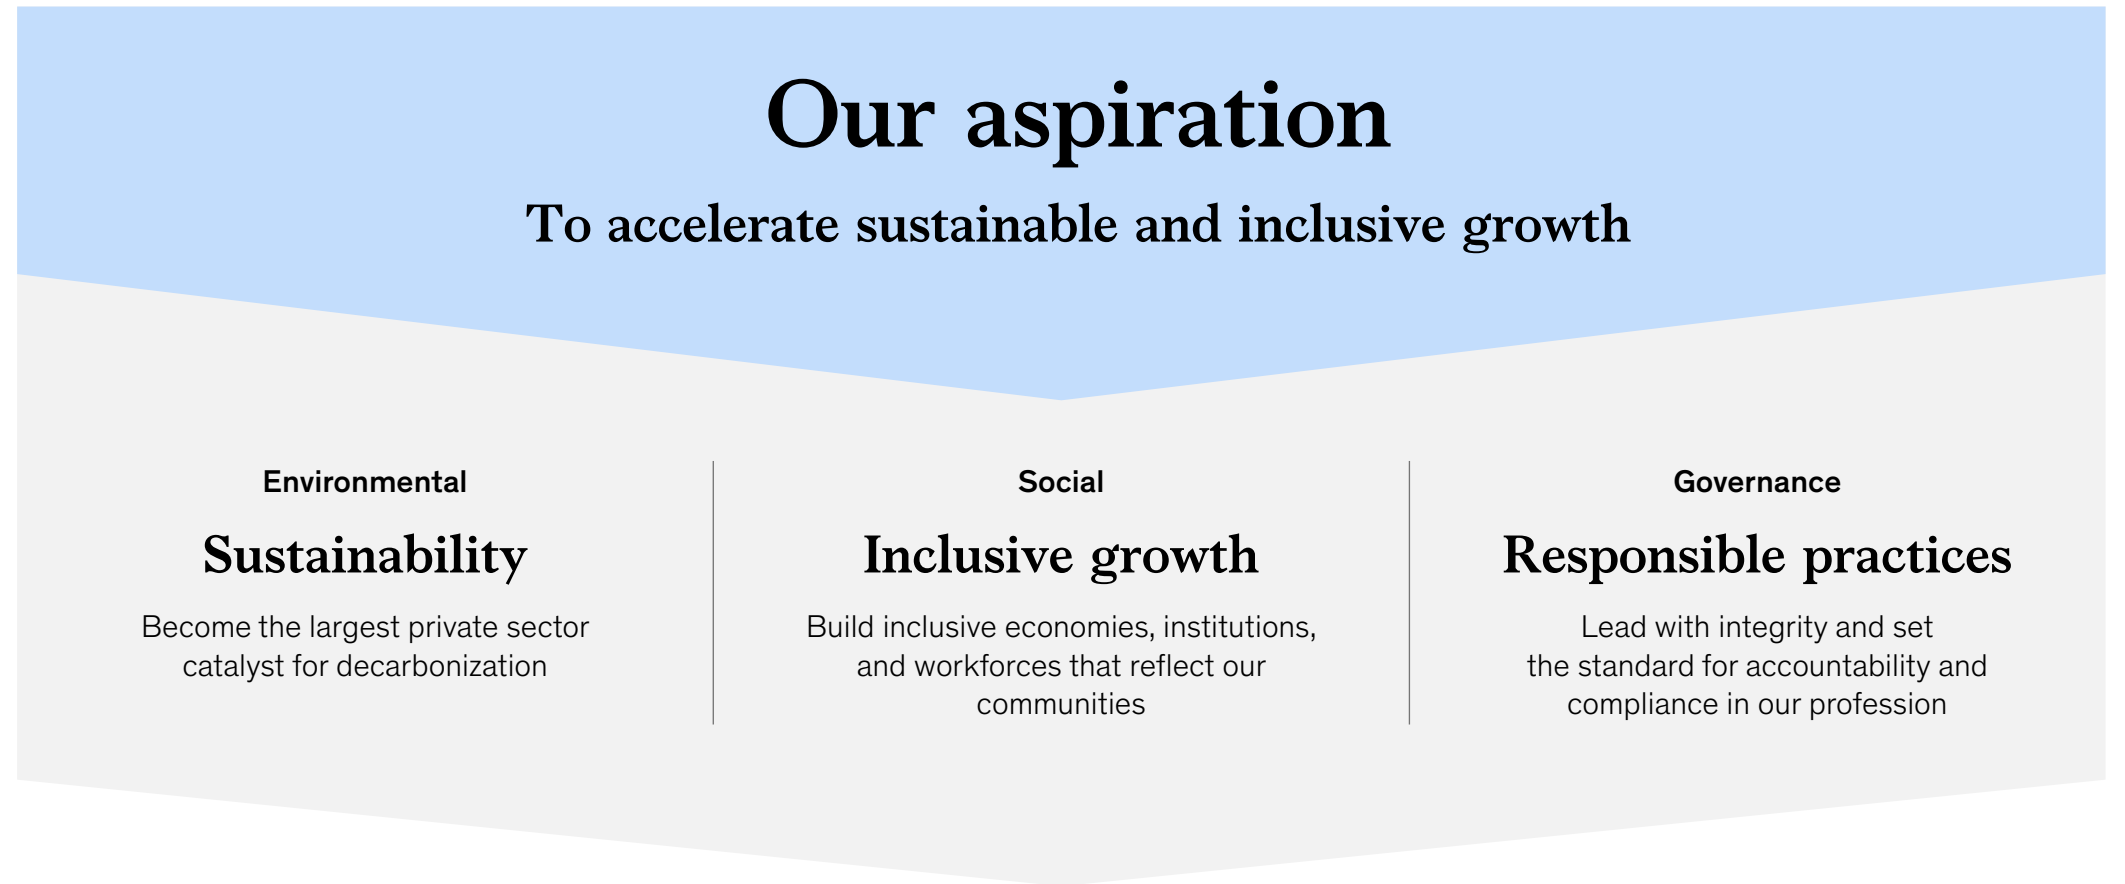 Our aspiration
To accelerate sustainable and inclusive growth
Environmental
Sustainability
Become the largest private sector
catalyst for decarbonization
Social
Inclusive growth
Build inclusive economies, institutions,
and workforces that reflect our
communities
Governance
Responsible practices
Lead with integrity and set
the standard for accountability and
compliance in our profession